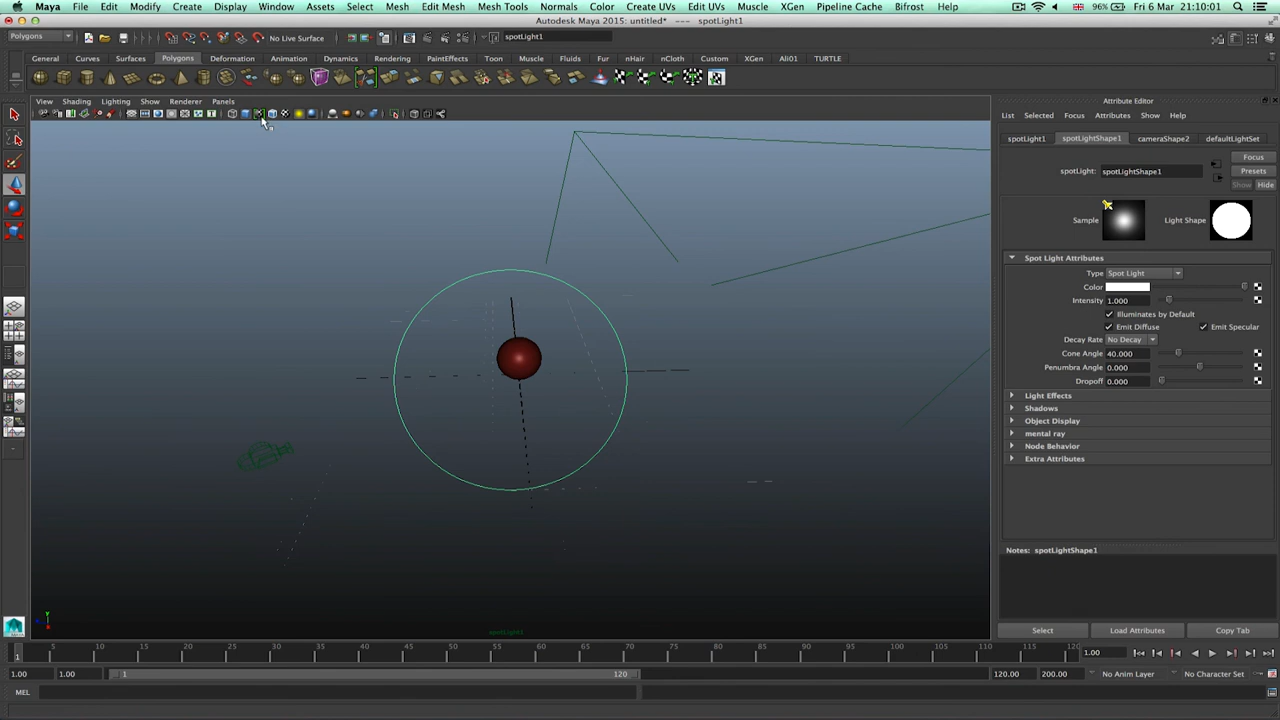 Maya File Edit Modify Create Display Window Assets Select Mesh Edit Mesh Mesh Tools Normals Color Create UVs Edit UVs Muscle XGen Pipeline Cache Bifrost Help 96% Fri 6 Mar 21:10:01
Autodesk Maya 2015: untitled* --- spotLight1
Polygons No Live Surface spotLight1
General Curves Surfaces Polygons Deformation Animation Dynamics Rendering PaintEffects Toon Muscle Fluids Fur nHair nCloth Custom XGen Ali01 TURTLE
View Shading Lighting Show Renderer Panels
Attribute Editor
List Selected Focus Attributes Show Help
spotLight1 spotLightShape1 cameraShape2 defaultLightSet
Focus
spotLight: spotLightShape1
Presets
Show Hide
Sample
Light Shape
Spot Light Attributes
Type Spot Light
Color
Intensity 1.000
Illuminates by Default
Emit Diffuse Emit Specular
Decay Rate No Decay
Cone Angle 40.000
Penumbra Angle 0.000
Dropoff 0.000
Light Effects
Shadows
Object Display
mental ray
Node Behavior
Extra Attributes
Notes: spotLightShape1
Select Load Attributes Copy Tab
spotLight1
1 5 10 15 20 25 30 35 40 45 50 55 60 65 70 75 80 85 90 95 100 105 110 115 120 1.00
1.00 1.00 1 120 120.00 200.00 No Anim Layer No Character Set
MEL